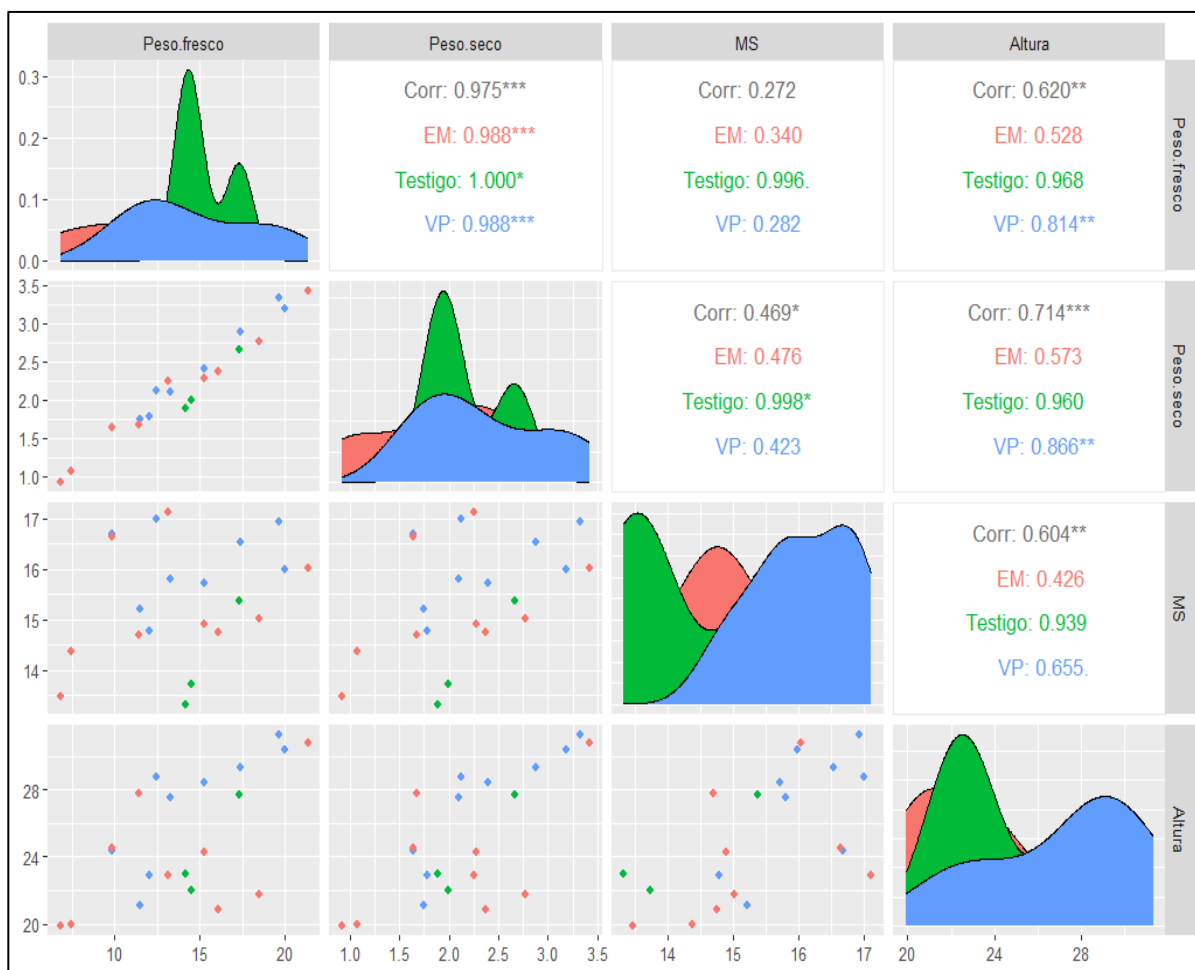 Peso.fresco Peso.seco MS Altura
0.3
0.2
0.1
0.0
Corr: 0.975***
EM: 0.988***
Testigo: 1.000*
VP: 0.988***
Corr: 0.272
EM: 0.340
Testigo: 0.996.
VP: 0.282
Corr: 0.620**
EM: 0.528
Testigo: 0.968
VP: 0.814**
Peso.fresco
3.5
3.0
2.5
2.0
1.5
1.0
Corr: 0.469*
EM: 0.476
Testigo: 0.998*
VP: 0.423
Corr: 0.714***
EM: 0.573
Testigo: 0.960
VP: 0.866**
Peso.seco
17
16
15
14
Corr: 0.604**
EM: 0.426
Testigo: 0.939
VP: 0.655.
MS
28
24
20
Altura
10 15 20 1.0 1.5 2.0 2.5 3.0 3.5 14 15 16 17 20 24 28